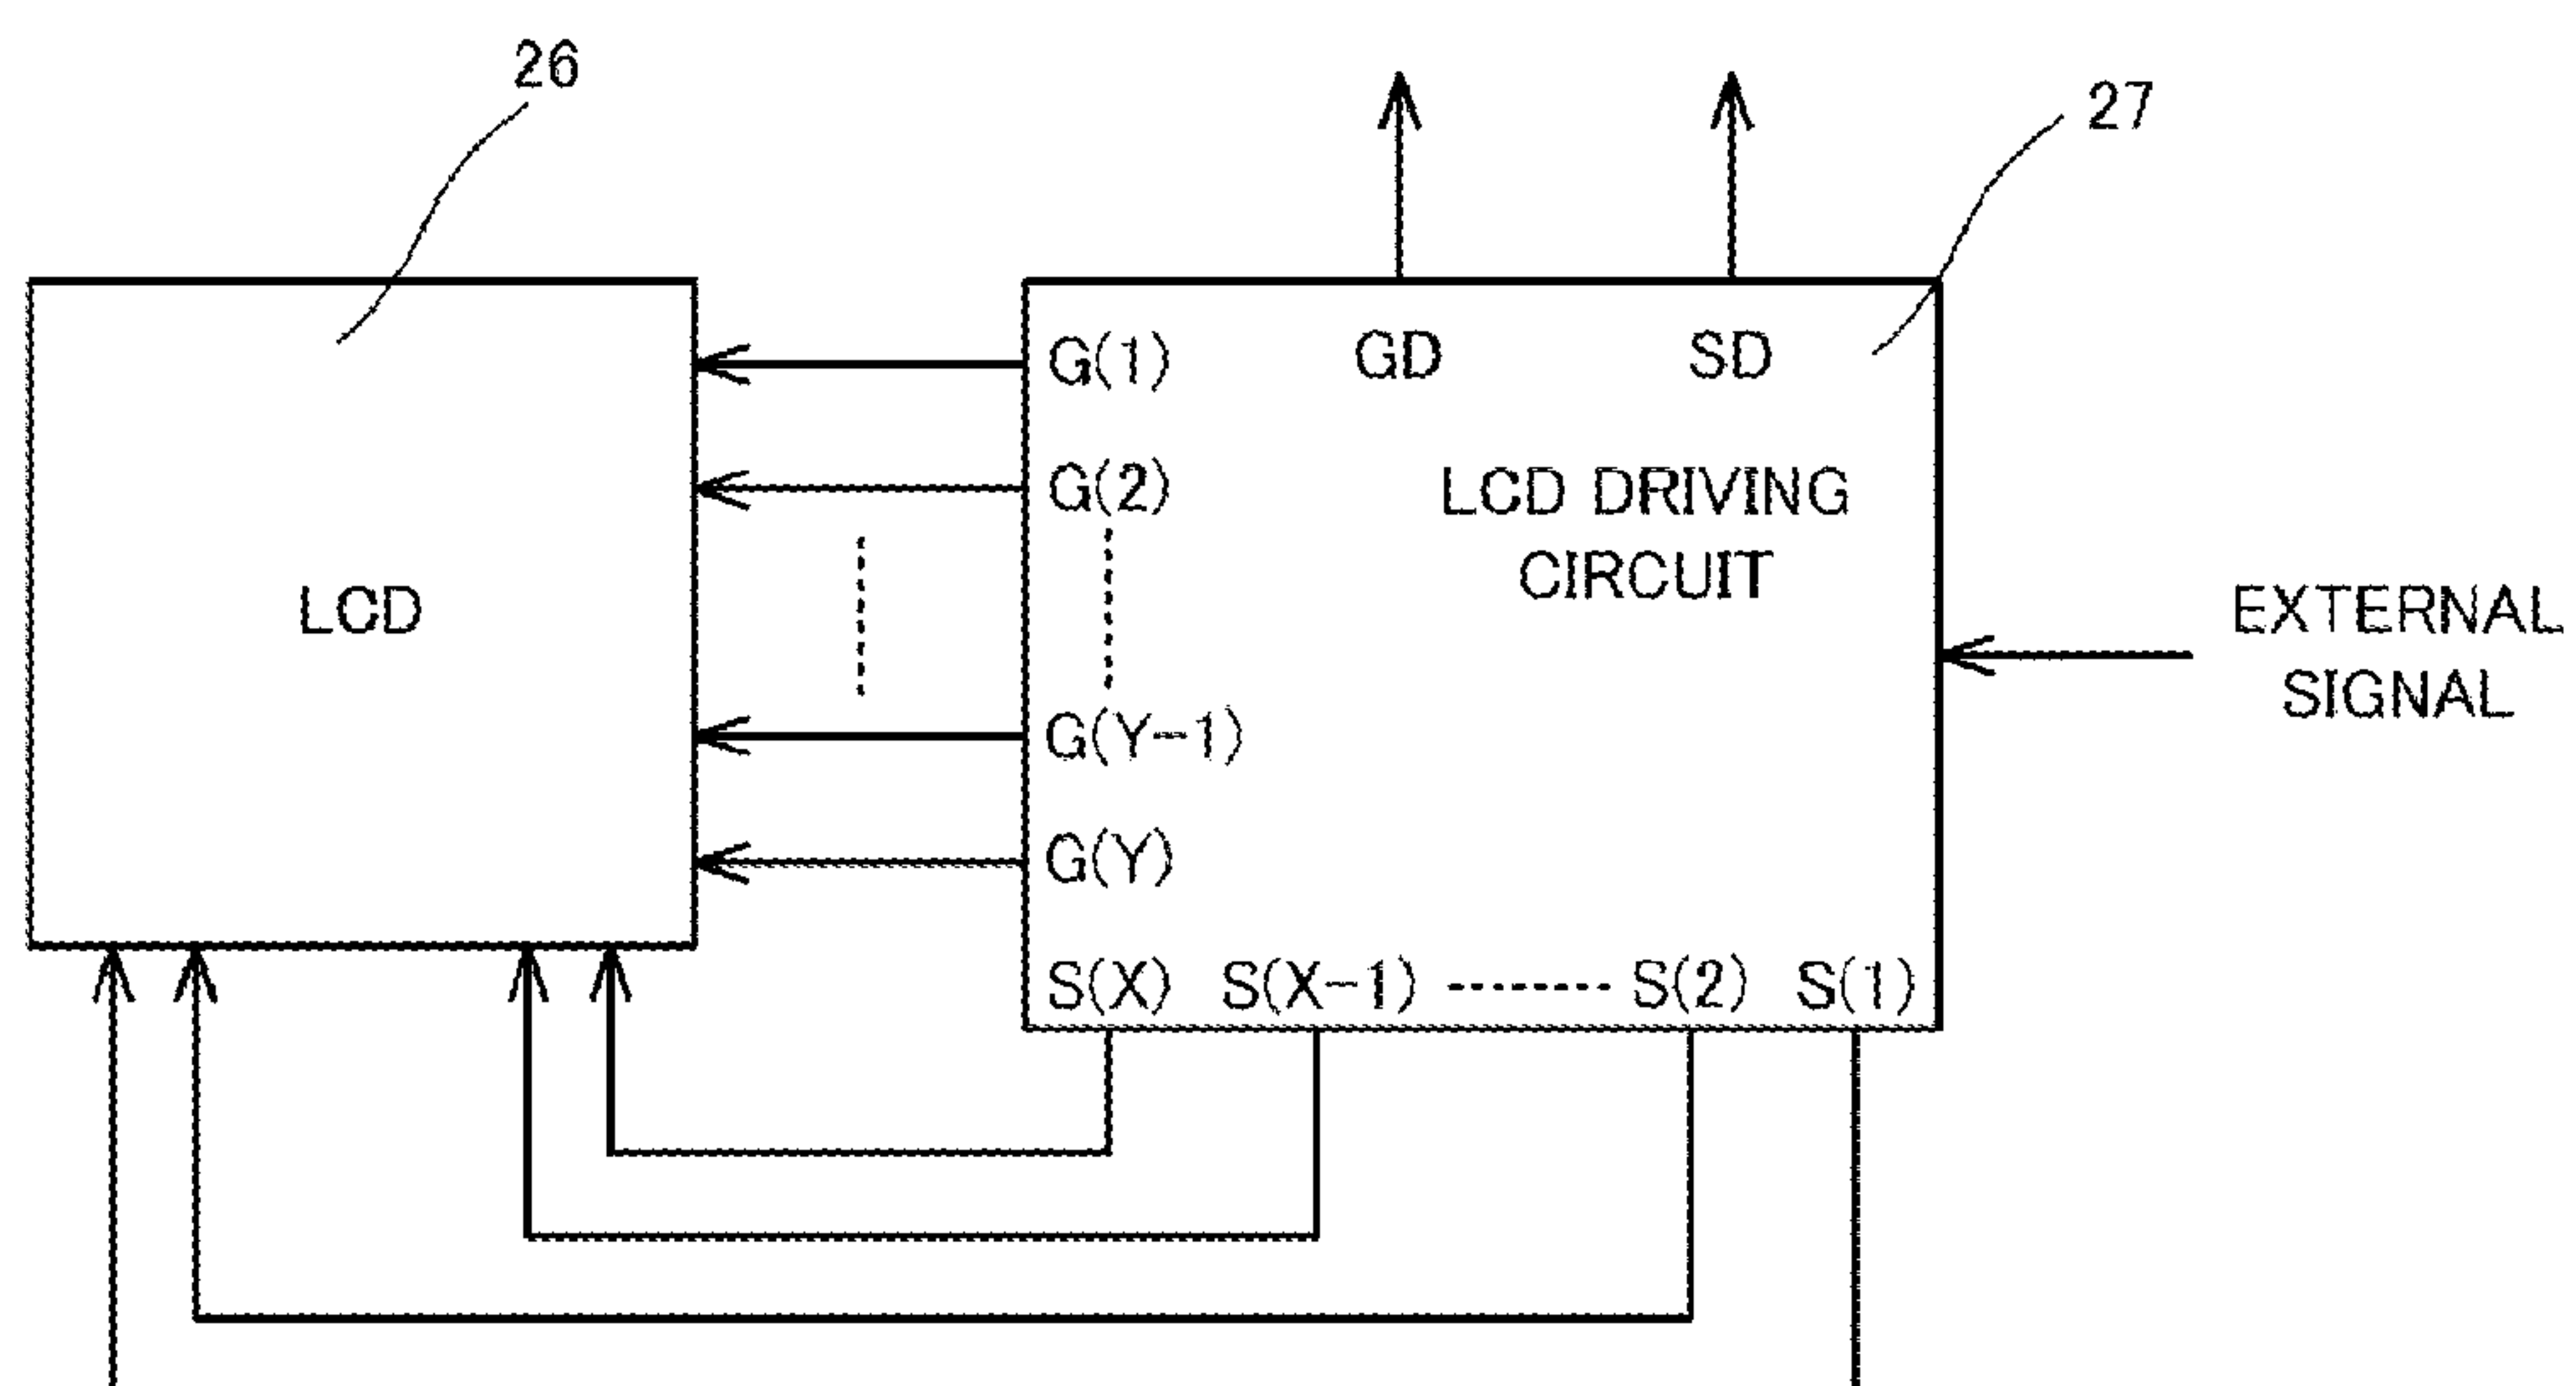 26
27
G(1) GD SD
G(2) LCD DRIVING
CIRCUIT
LCD
EXTERNAL
SIGNAL
G(Y-1)
G(Y)
S(X) S(X-1) S(2) S(1)